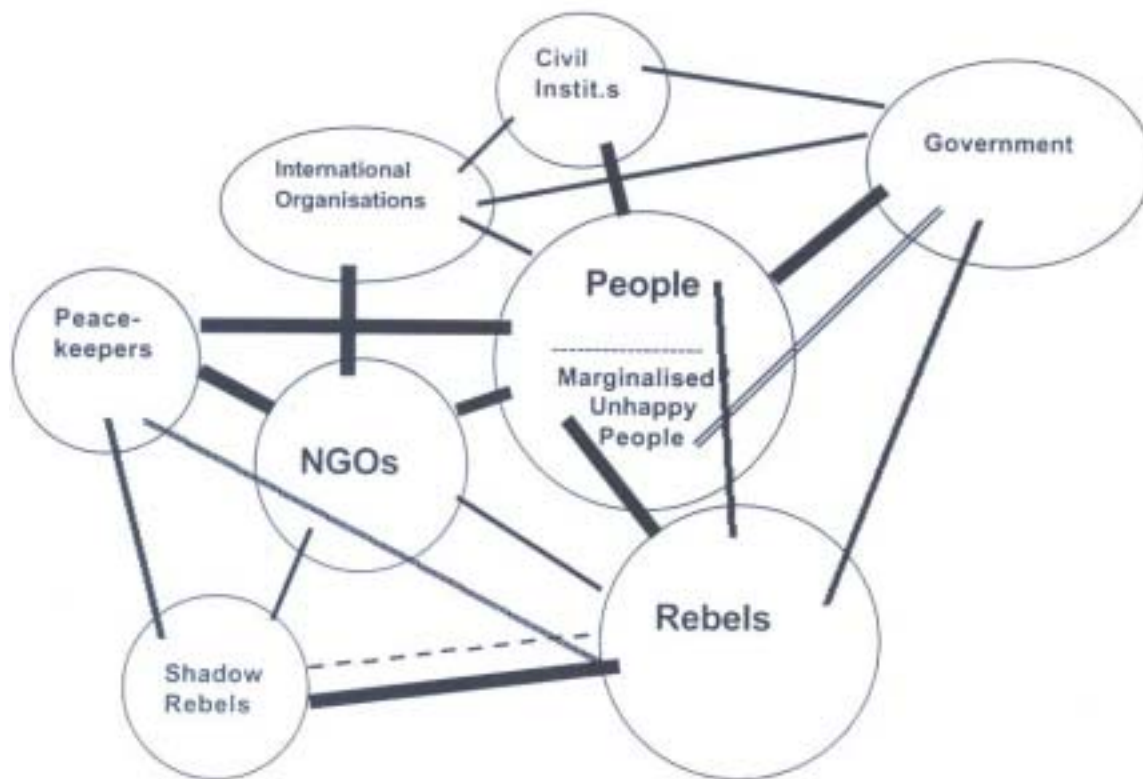 Civil
Instit.s
Government
International
Organisations
People
Peace-
keepers
Marginalised
Unhappy
People
NGOs
Rebels
Shadow
Rebels